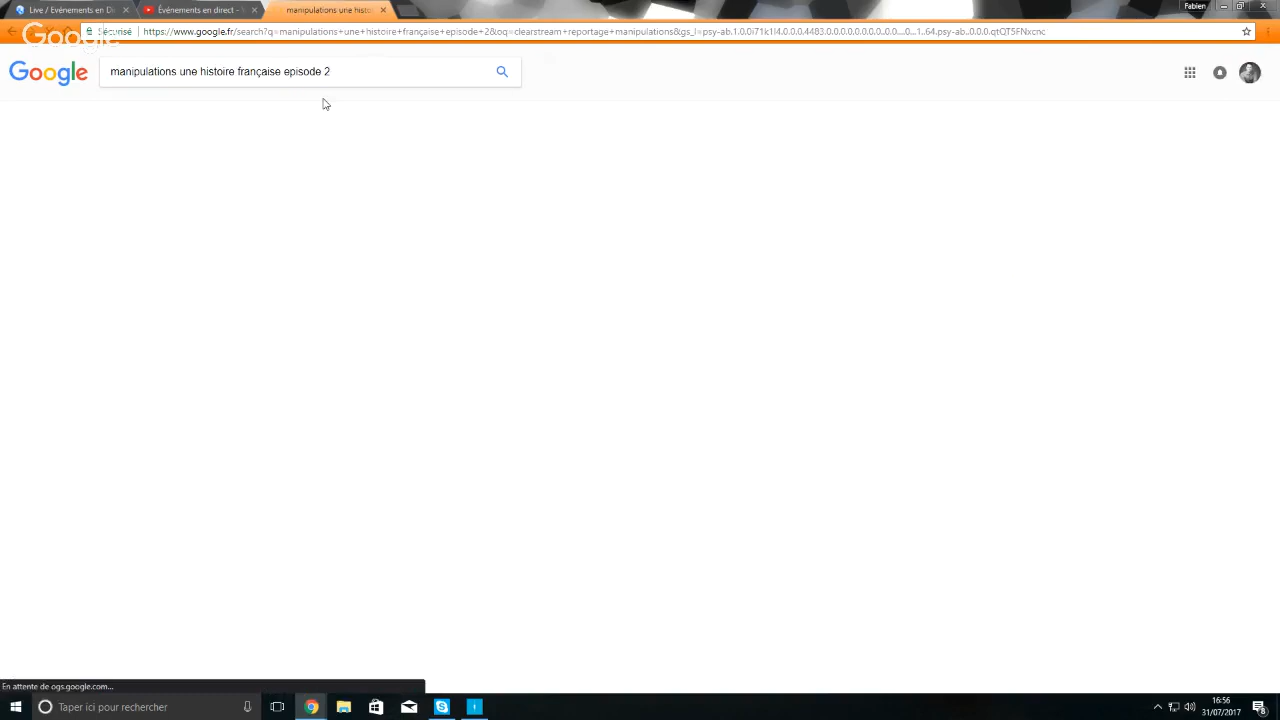 Live / Événements en Di
Événements en direct -
manipulations une histo
Fabien
Sécurisé
https://www.google.fr/search?q=manipulations+une+histoire+française+episode+2&oq=clearstream+reportage+manipulations&gs_l=psy-ab.1.0.0i71k1l4.0.0.0.4483.0.0.0.0.0.0.0.0..0.0....0...1..64.psy-ab..0.0.0.qtQT5FNxcnc
Google
Google
manipulations une histoire française episode 2
En attente de ogs.google.com...
Taper ici pour rechercher
16:56
31/07/2017
8